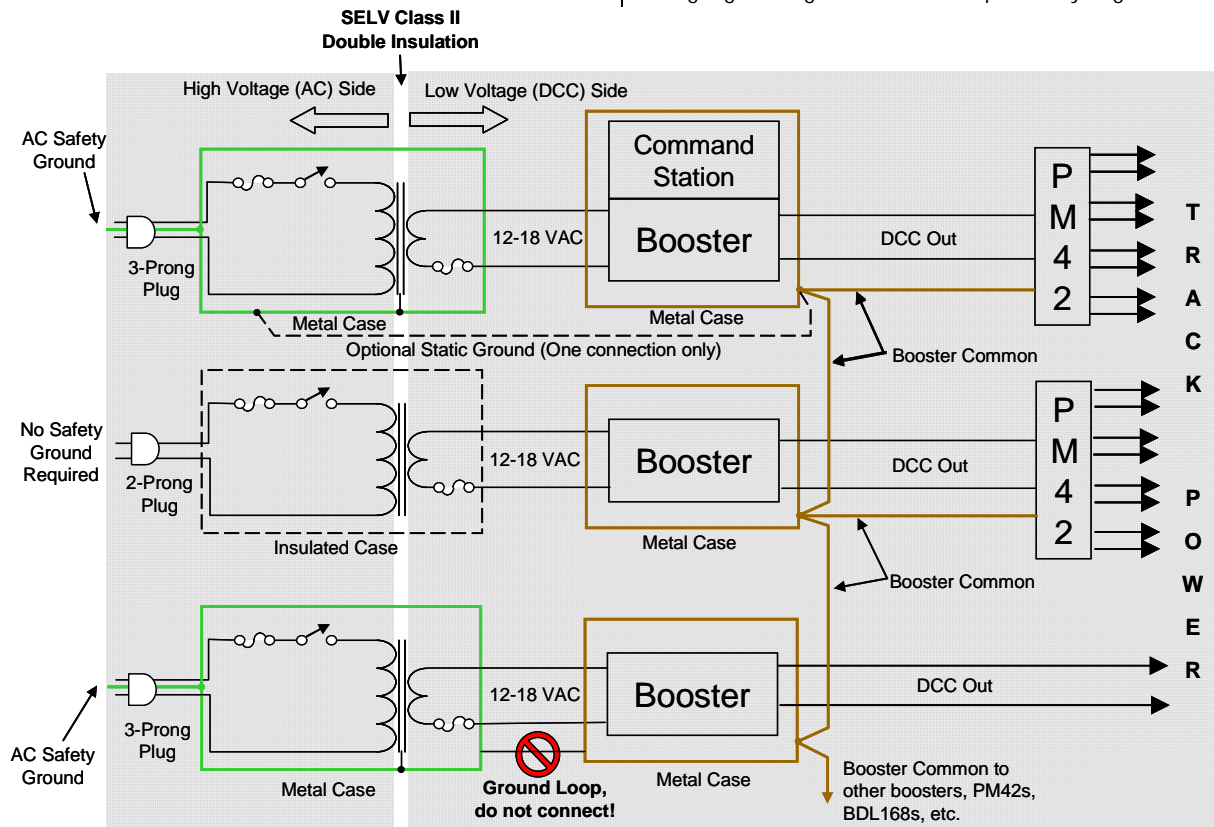 SELV Class II
Double Insulation
High Voltage (AC) Side
Low Voltage (DCC) Side
AC Safety
Ground
3-Prong
Plug
Metal Case
12-18 VAC
Command
Station
Booster
Metal Case
DCC Out
P
M
4
2
Optional Static Ground (One connection only)
Booster Common
No Safety
Ground
Required
2-Prong
Plug
Insulated Case
12-18 VAC
Booster
Metal Case
DCC Out
P
M
4
2
Booster Common
AC Safety
Ground
3-Prong
Plug
Metal Case
12-18 VAC
Ground Loop,
do not connect!
Booster
Metal Case
DCC Out
Booster Common to
other boosters, PM42s,
BDL168s, etc.
T
R
A
C
K
P
O
W
E
R